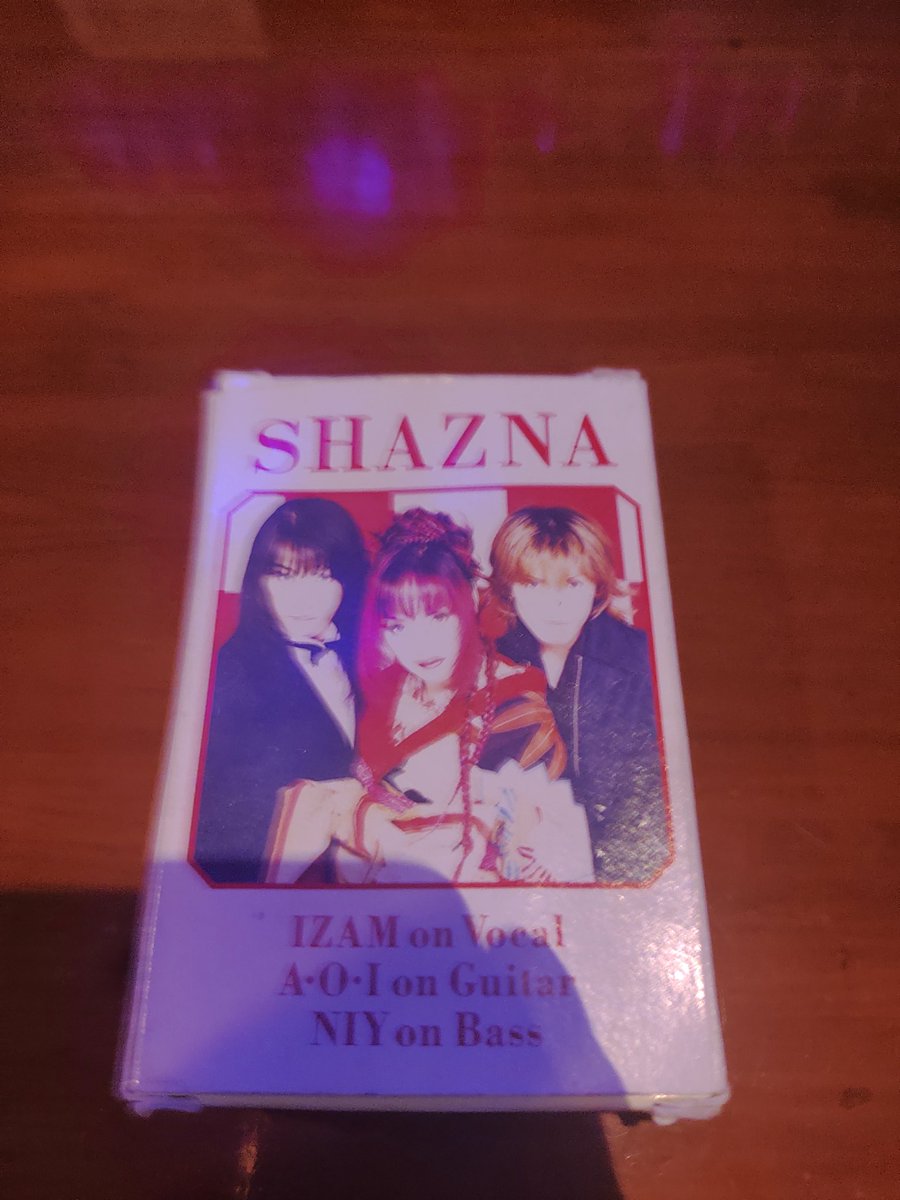 SHAZNA
IZAM on Vocal
A・O・I on Guitar
NIY on Bass